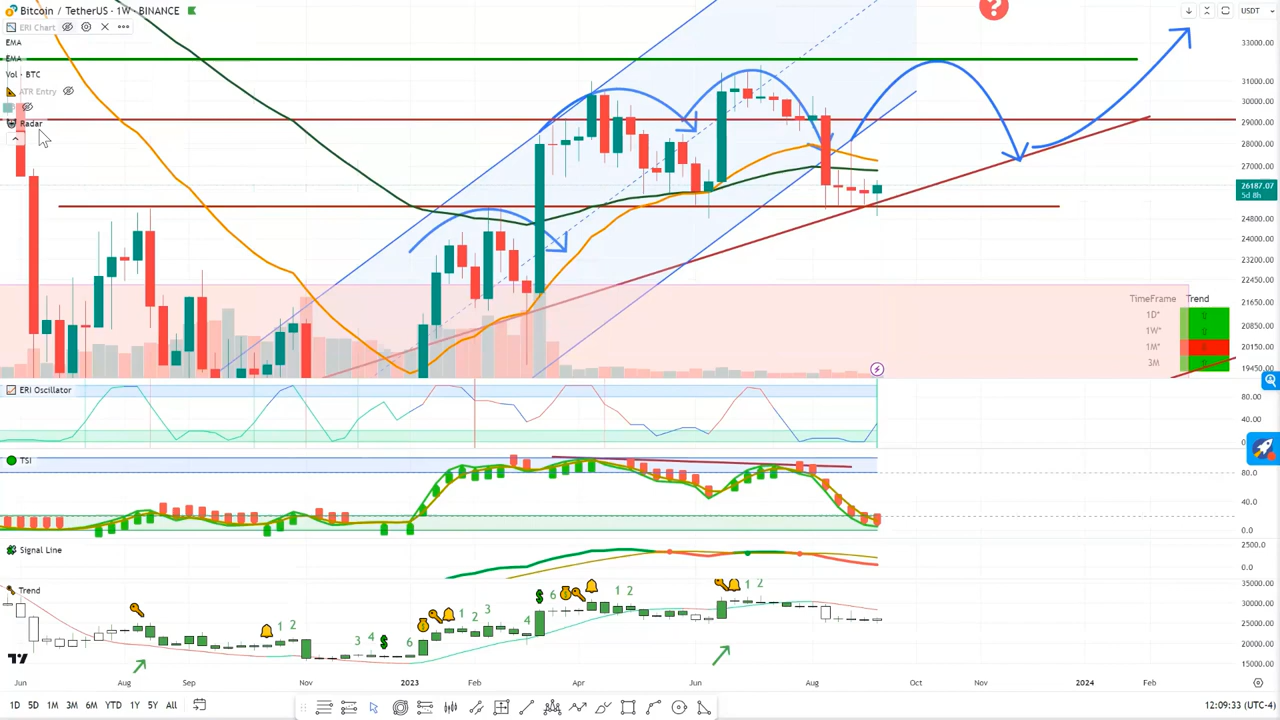 Bitcoin / TetherUS · 1W · BINANCE
USDT
ERI Chart
EMA
EMA
Vol · BTC
ATR Entry
Radar
?
33000.00
31000.00
30000.00
29000.00
28000.00
27000.00
26187.07
5d 8h
24800.00
24000.00
23200.00
22450.00
21650.00
20850.00
20150.00
19450.00
TimeFrame Trend
1D*
1W*
1M*
3M
ERI Oscillator
80.00
40.00
TSI
80.0
40.0
0.0
Signal Line
2500.0
0.0
Trend
1 2 3 4 $ 6 1 2 3 4 $ 6 1 2 1 2
35000.00
30000.00
25000.00
20000.00
15000.00
Jun Aug Sep Nov 2023 Feb Apr Jun Aug Oct Nov 2024 Feb
1D 5D 1M 3M 6M YTD 1Y 5Y All
12:09:33 (UTC-4)